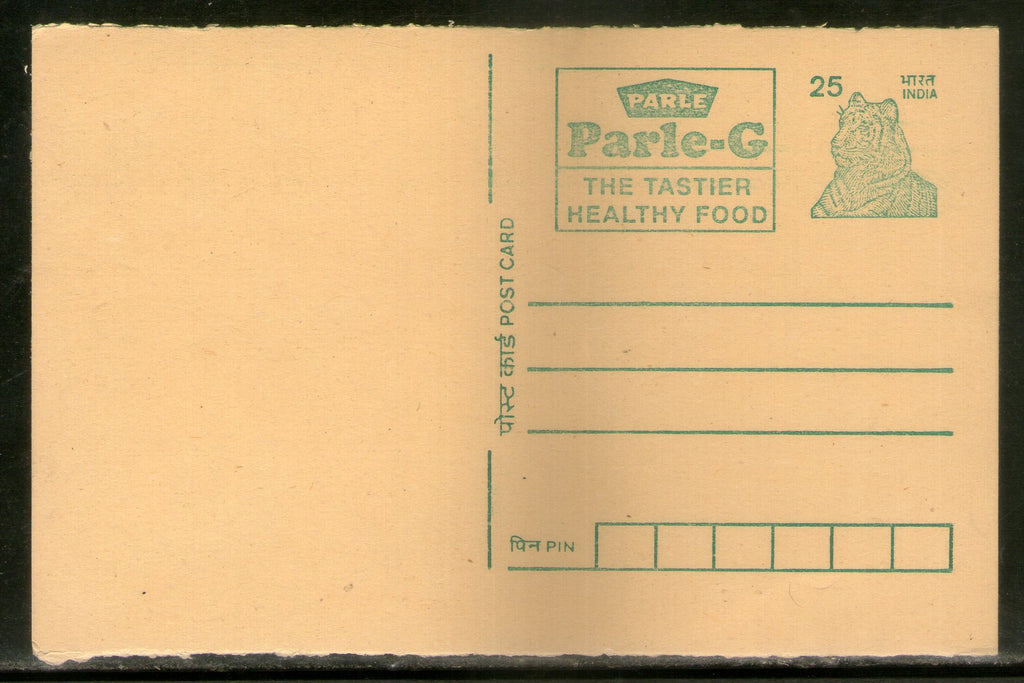 PARLE
Parle-G
THE TASTIER
HEALTHY FOOD
25
भारत
INDIA
पोस्ट कार्ड POST CARD
पिन PIN